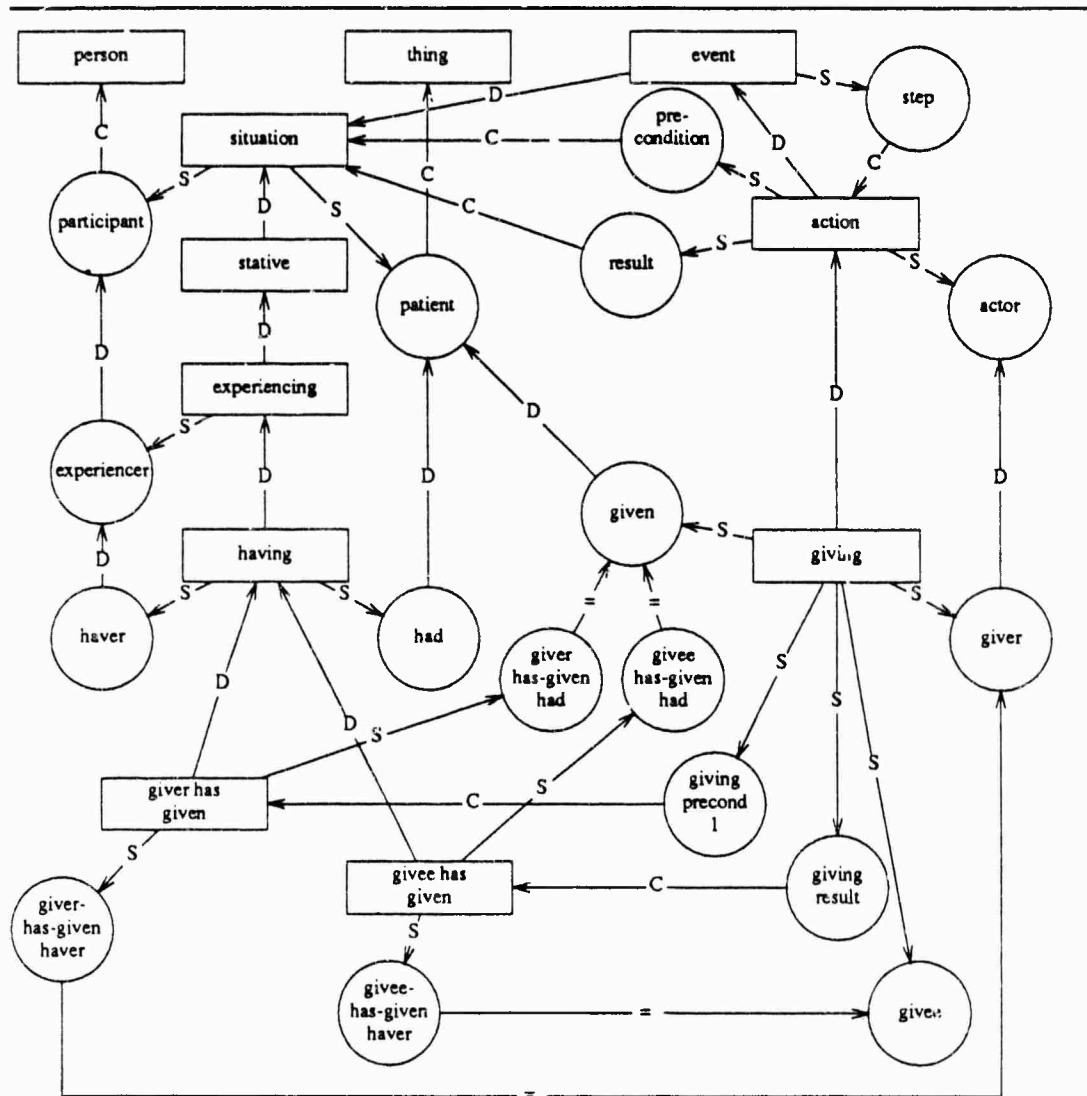 person
thing
event
step
pre-
condition
situation
participant
action
stative
result
patient
actor
experiencing
experiencer
given
having
giving
haver
had
giver
has-given
had
givee
has-given
had
giver
giver has
given
giving
precond
1
givee has
given
giving
result
giver-
has-given
haver
givee-
has-given
haver
givee
D
S
C
C
D
S
C
S
S
C
S
D
C
S
S
D
D
D
S
D
D
D
S
D
D
D
S
S
S
=
=
S
D
S
S
D
S
S
S
C
S
C
S
=
=